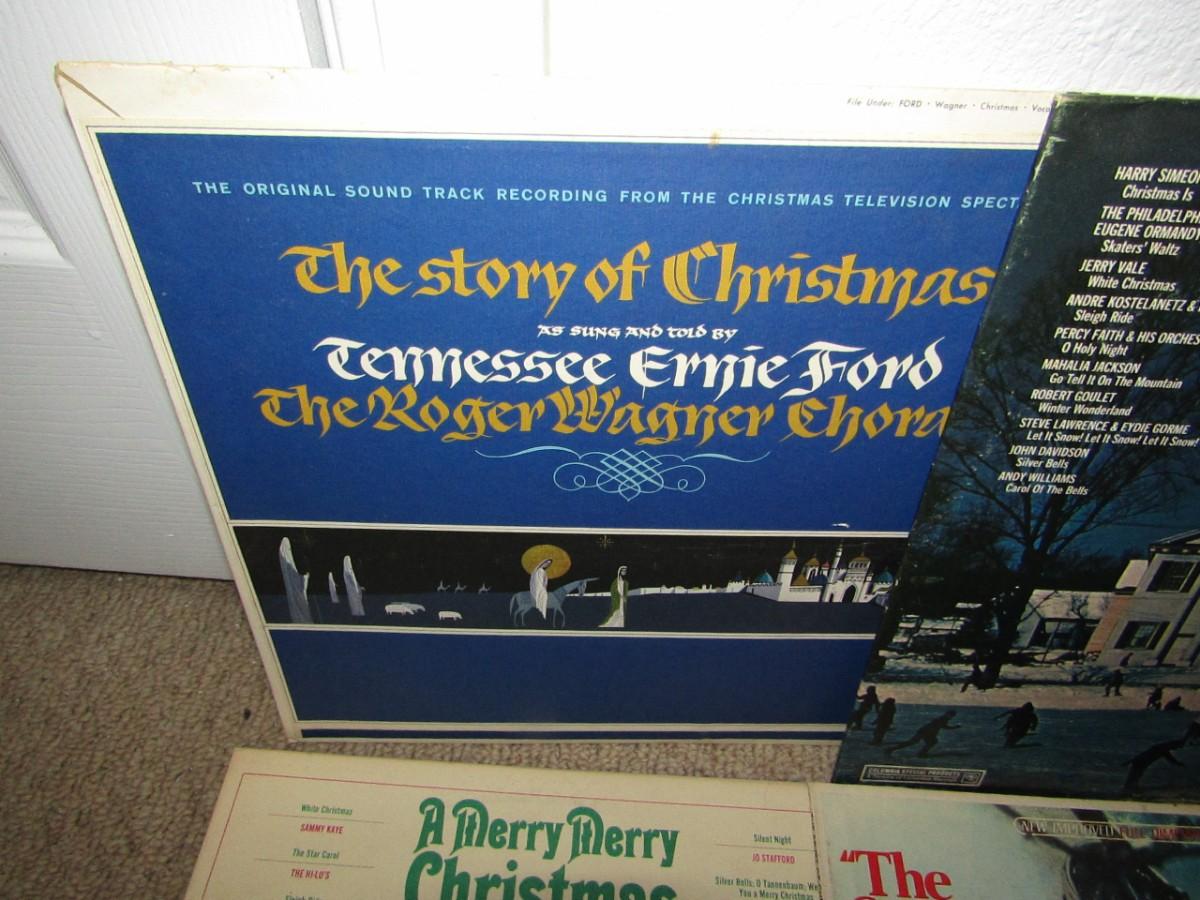 File Under: FORD · Wagner · Christmas · Voca
THE ORIGINAL SOUND TRACK RECORDING FROM THE CHRISTMAS TELEVISION SPECT
The story of Christmas
AS SUNG AND TOLD BY
Tennessee Ernie Ford
The Roger Wagner Chora
HARRY SIMEO
Christmas Is
THE PHILADELPH
EUGENE ORMANDY
Skaters' Waltz
JERRY VALE
White Christmas
ANDRE KOSTELANETZ &
Sleigh Ride
PERCY FAITH & HIS ORCHES
O Holy Night
MAHALIA JACKSON
Go Tell It On The Mountain
ROBERT GOULET
Winter Wonderland
STEVE LAWRENCE & EYDIE GORME
Let It Snow! Let It Snow! Let It Snow!
JOHN DAVIDSON
Silver Bells
ANDY WILLIAMS
Carol Of The Bells
COLUMBIA SPECIAL PRODUCTS
White Christmas
SAMMY KAYE
The Star Carol
THE HI-LO'S
A Merry Merry
Christmas
Silent Night
JO STAFFORD
Silver Bells; O Tannenbaum; We
You a Merry Christmas
NEW IMPROVED FULL DIMEN
"The